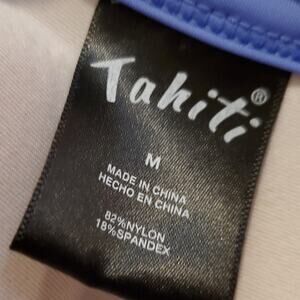 Tahiti®
M
MADE IN CHINA
HECHO EN CHINA
82%NYLON
18%SPANDEX